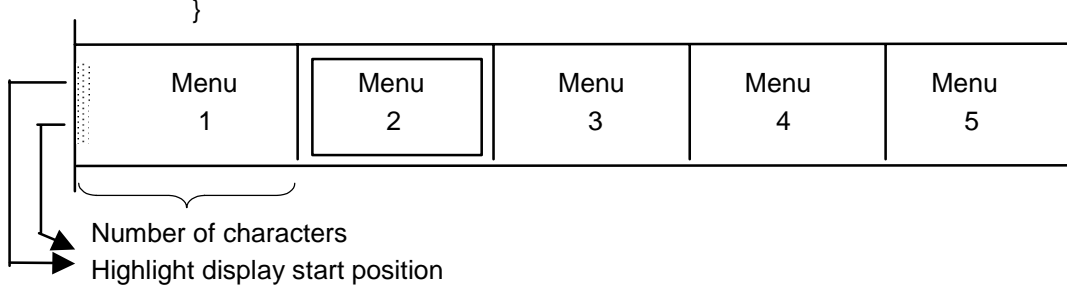 }
Menu Menu Menu Menu Menu
1 2 3 4 5
Number of characters
Highlight display start position